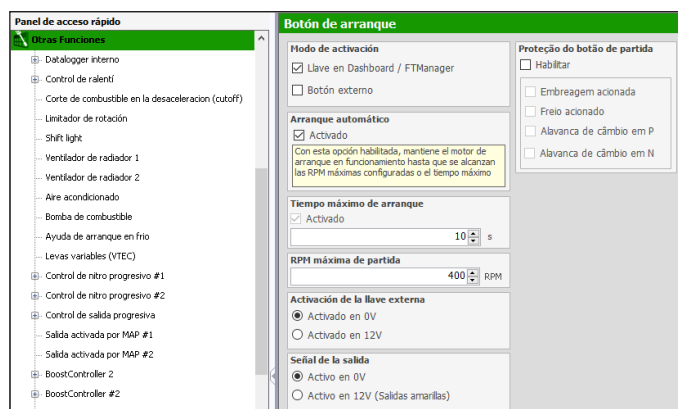 Panel de acceso rápido
Otras Funciones
Datalogger interno
Control de ralentí
Corte de combustible en la desaceleracion (cutoff)
Limitador de rotación
Shift light
Ventilador de radiador 1
Ventilador de radiador 2
Aire acondicionado
Bomba de combustible
Ayuda de arranque en frio
Levas variables (VTEC)
Control de nitro progresivo #1
Control de nitro progresivo #2
Control de salida progresiva
Salida activada por MAP #1
Salida activada por MAP #2
BoostController 2
BoostController #2
Botón de arranque
Modo de activación
Llave en Dashboard / FTManager
Botón externo
Arranque automático
Activado
Con esta opción habilitada, mantiene el motor de
arranque en funcionamiento hasta que se alcanzan
las RPM máximas configuradas o el tiempo máximo
Tiempo máximo de arranque
Activado
10 s
RPM máxima de partida
400 RPM
Activación de la llave externa
Activado en 0V
Activado en 12V
Señal de la salida
Activo en 0V
Activo en 12V (Salidas amarillas)
Proteção do botão de partida
Habilitar
Embreagem acionada
Freio acionado
Alavanca de câmbio em P
Alavanca de câmbio em N